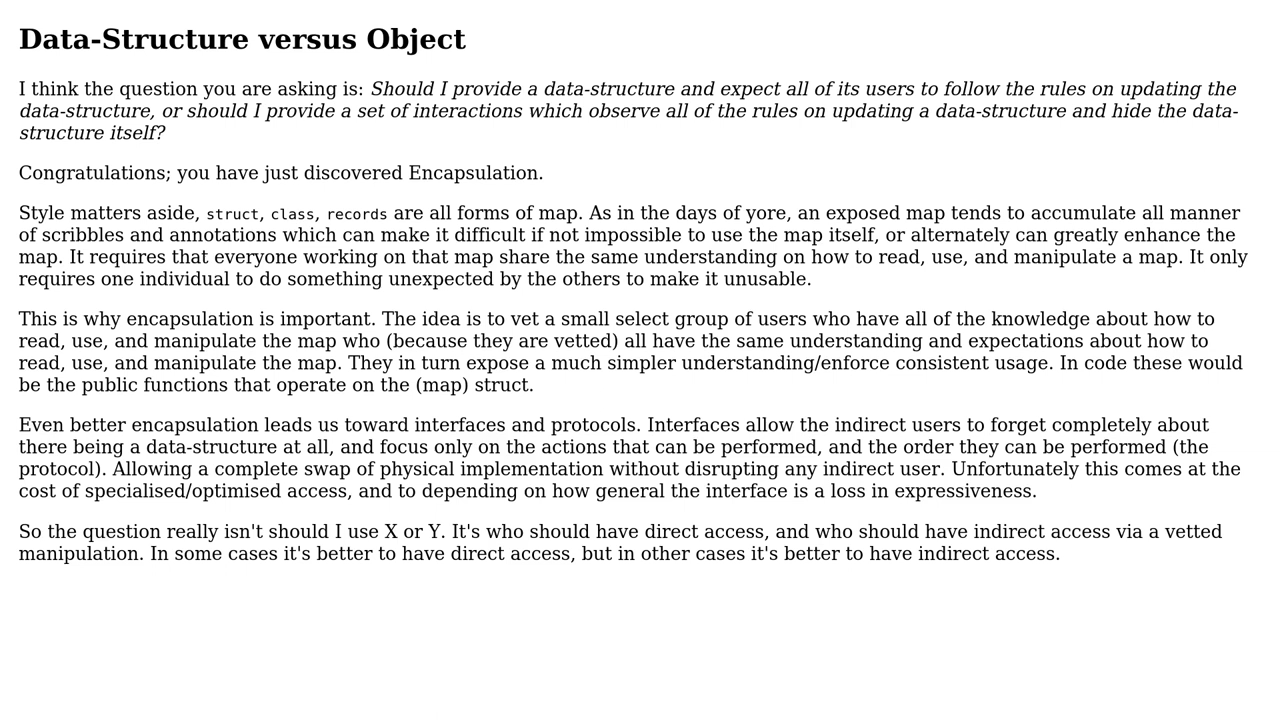 Data-Structure versus Object
I think the question you are asking is: Should I provide a data-structure and expect all of its users to follow the rules on updating the
data-structure, or should I provide a set of interactions which observe all of the rules on updating a data-structure and hide the data-
structure itself?
Congratulations; you have just discovered Encapsulation.
Style matters aside, struct, class, records are all forms of map. As in the days of yore, an exposed map tends to accumulate all manner
of scribbles and annotations which can make it difficult if not impossible to use the map itself, or alternately can greatly enhance the
map. It requires that everyone working on that map share the same understanding on how to read, use, and manipulate a map. It only
requires one individual to do something unexpected by the others to make it unusable.
This is why encapsulation is important. The idea is to vet a small select group of users who have all of the knowledge about how to
read, use, and manipulate the map who (because they are vetted) all have the same understanding and expectations about how to
read, use, and manipulate the map. They in turn expose a much simpler understanding/enforce consistent usage. In code these would
be the public functions that operate on the (map) struct.
Even better encapsulation leads us toward interfaces and protocols. Interfaces allow the indirect users to forget completely about
there being a data-structure at all, and focus only on the actions that can be performed, and the order they can be performed (the
protocol). Allowing a complete swap of physical implementation without disrupting any indirect user. Unfortunately this comes at the
cost of specialised/optimised access, and to depending on how general the interface is a loss in expressiveness.
So the question really isn't should I use X or Y. It's who should have direct access, and who should have indirect access via a vetted
manipulation. In some cases it's better to have direct access, but in other cases it's better to have indirect access.